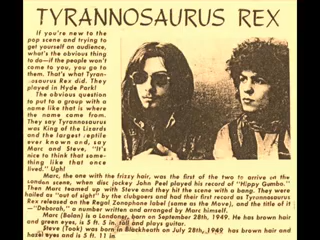 TYRANNOSAURUS REX
If you're new to the
pop scene and trying to
get yourself an audience,
what's the obvious thing
to do—if the people won't
come to you, you go to
them. That's what Tyran-
nosaurus Rex did. They
played in Hyde Park!
The obvious question
to put to a group with a
name like that is where
the name came from.
They say Tyrannosaurus
was King of the Lizards
and the largest reptile
ever known and, say
Marc and Steve, "It's
nice to think that some-
thing like that once
lived." Ugh!
Marc, the one with the frizzy hair, was the first of the two to arrive on the
London scene, when disc jockey John Peel played his record of "Hippy Gumbo."
Then Marc teamed up with Steve and they hit the scene with a bang. They were
hailed as "out of sight" by the clubgoers and had their first record as Tyrannosaurus
Rex released on the Regal Zonophone label (same as Move), and the title of it
—"Deborah," a number written and arranged by Marc himself.
Marc (Bolan) is a Londoner, born on September 28th, 1949. He has brown hair
and green eyes, is 5 ft. 5 in. tall and plays guitar.
Steve (Took) was born in Blackheath on July 28th, 1949 has brown hair and
hazel eyes and is 5 ft. 11 in